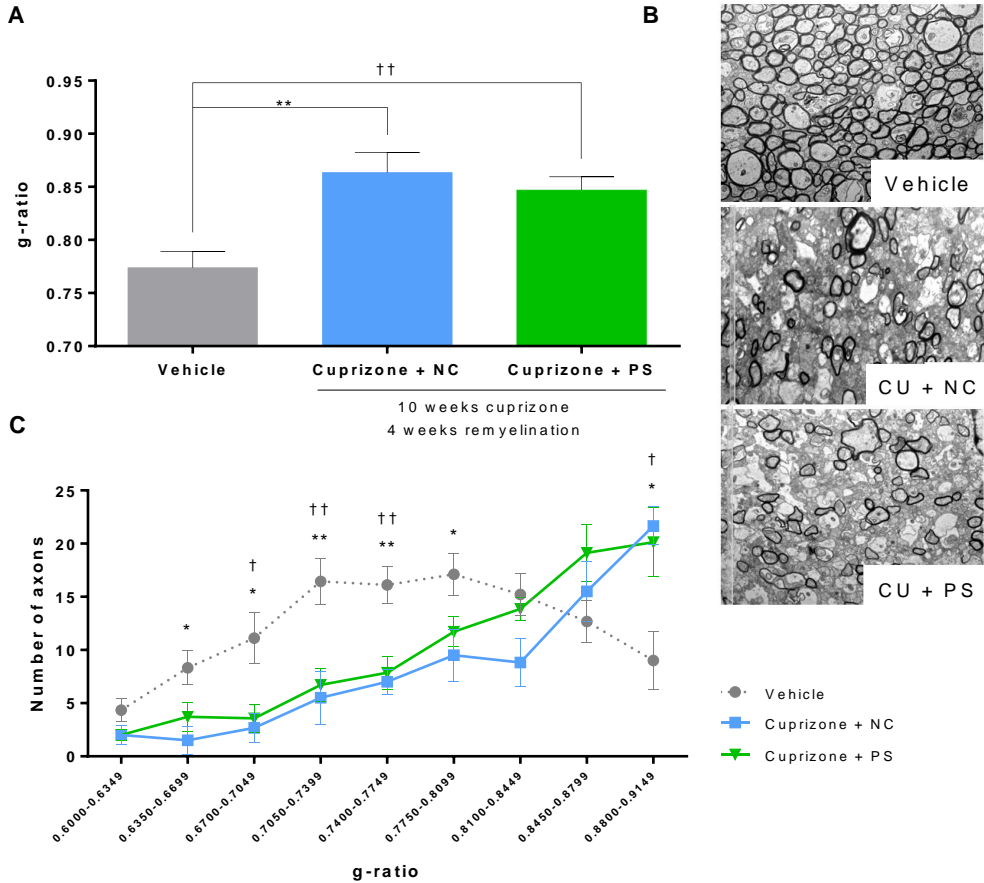 A
††
**
0.95
0.90
0.85
0.80
0.75
0.70
g-ratio
Vehicle
Cuprizone + NC
Cuprizone + PS
10 weeks cuprizone
4 weeks remyelination
B
Vehicle
CU + NC
CU + PS
C
25
20
15
10
5
0
Number of axons
*
†
*
††
**
††
**
*
†
*
0.6000-0.6349
0.6350-0.6699
0.6700-0.7049
0.7050-0.7399
0.7400-0.7749
0.7750-0.8099
0.8100-0.8449
0.8450-0.8799
0.8800-0.9149
g-ratio
Vehicle
Cuprizone + NC
Cuprizone + PS